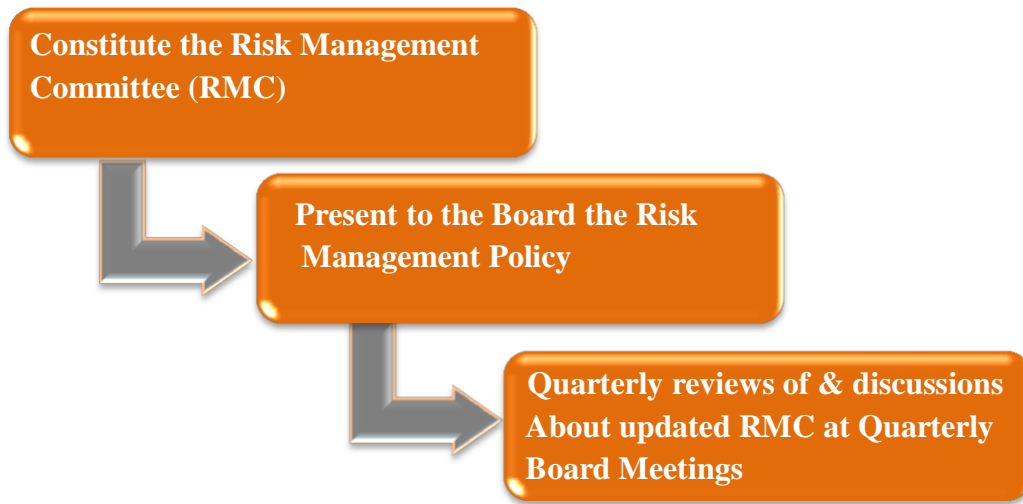 Constitute the Risk Management
Committee (RMC)
Present to the Board the Risk
Management Policy
Quarterly reviews of & discussions
About updated RMC at Quarterly
Board Meetings